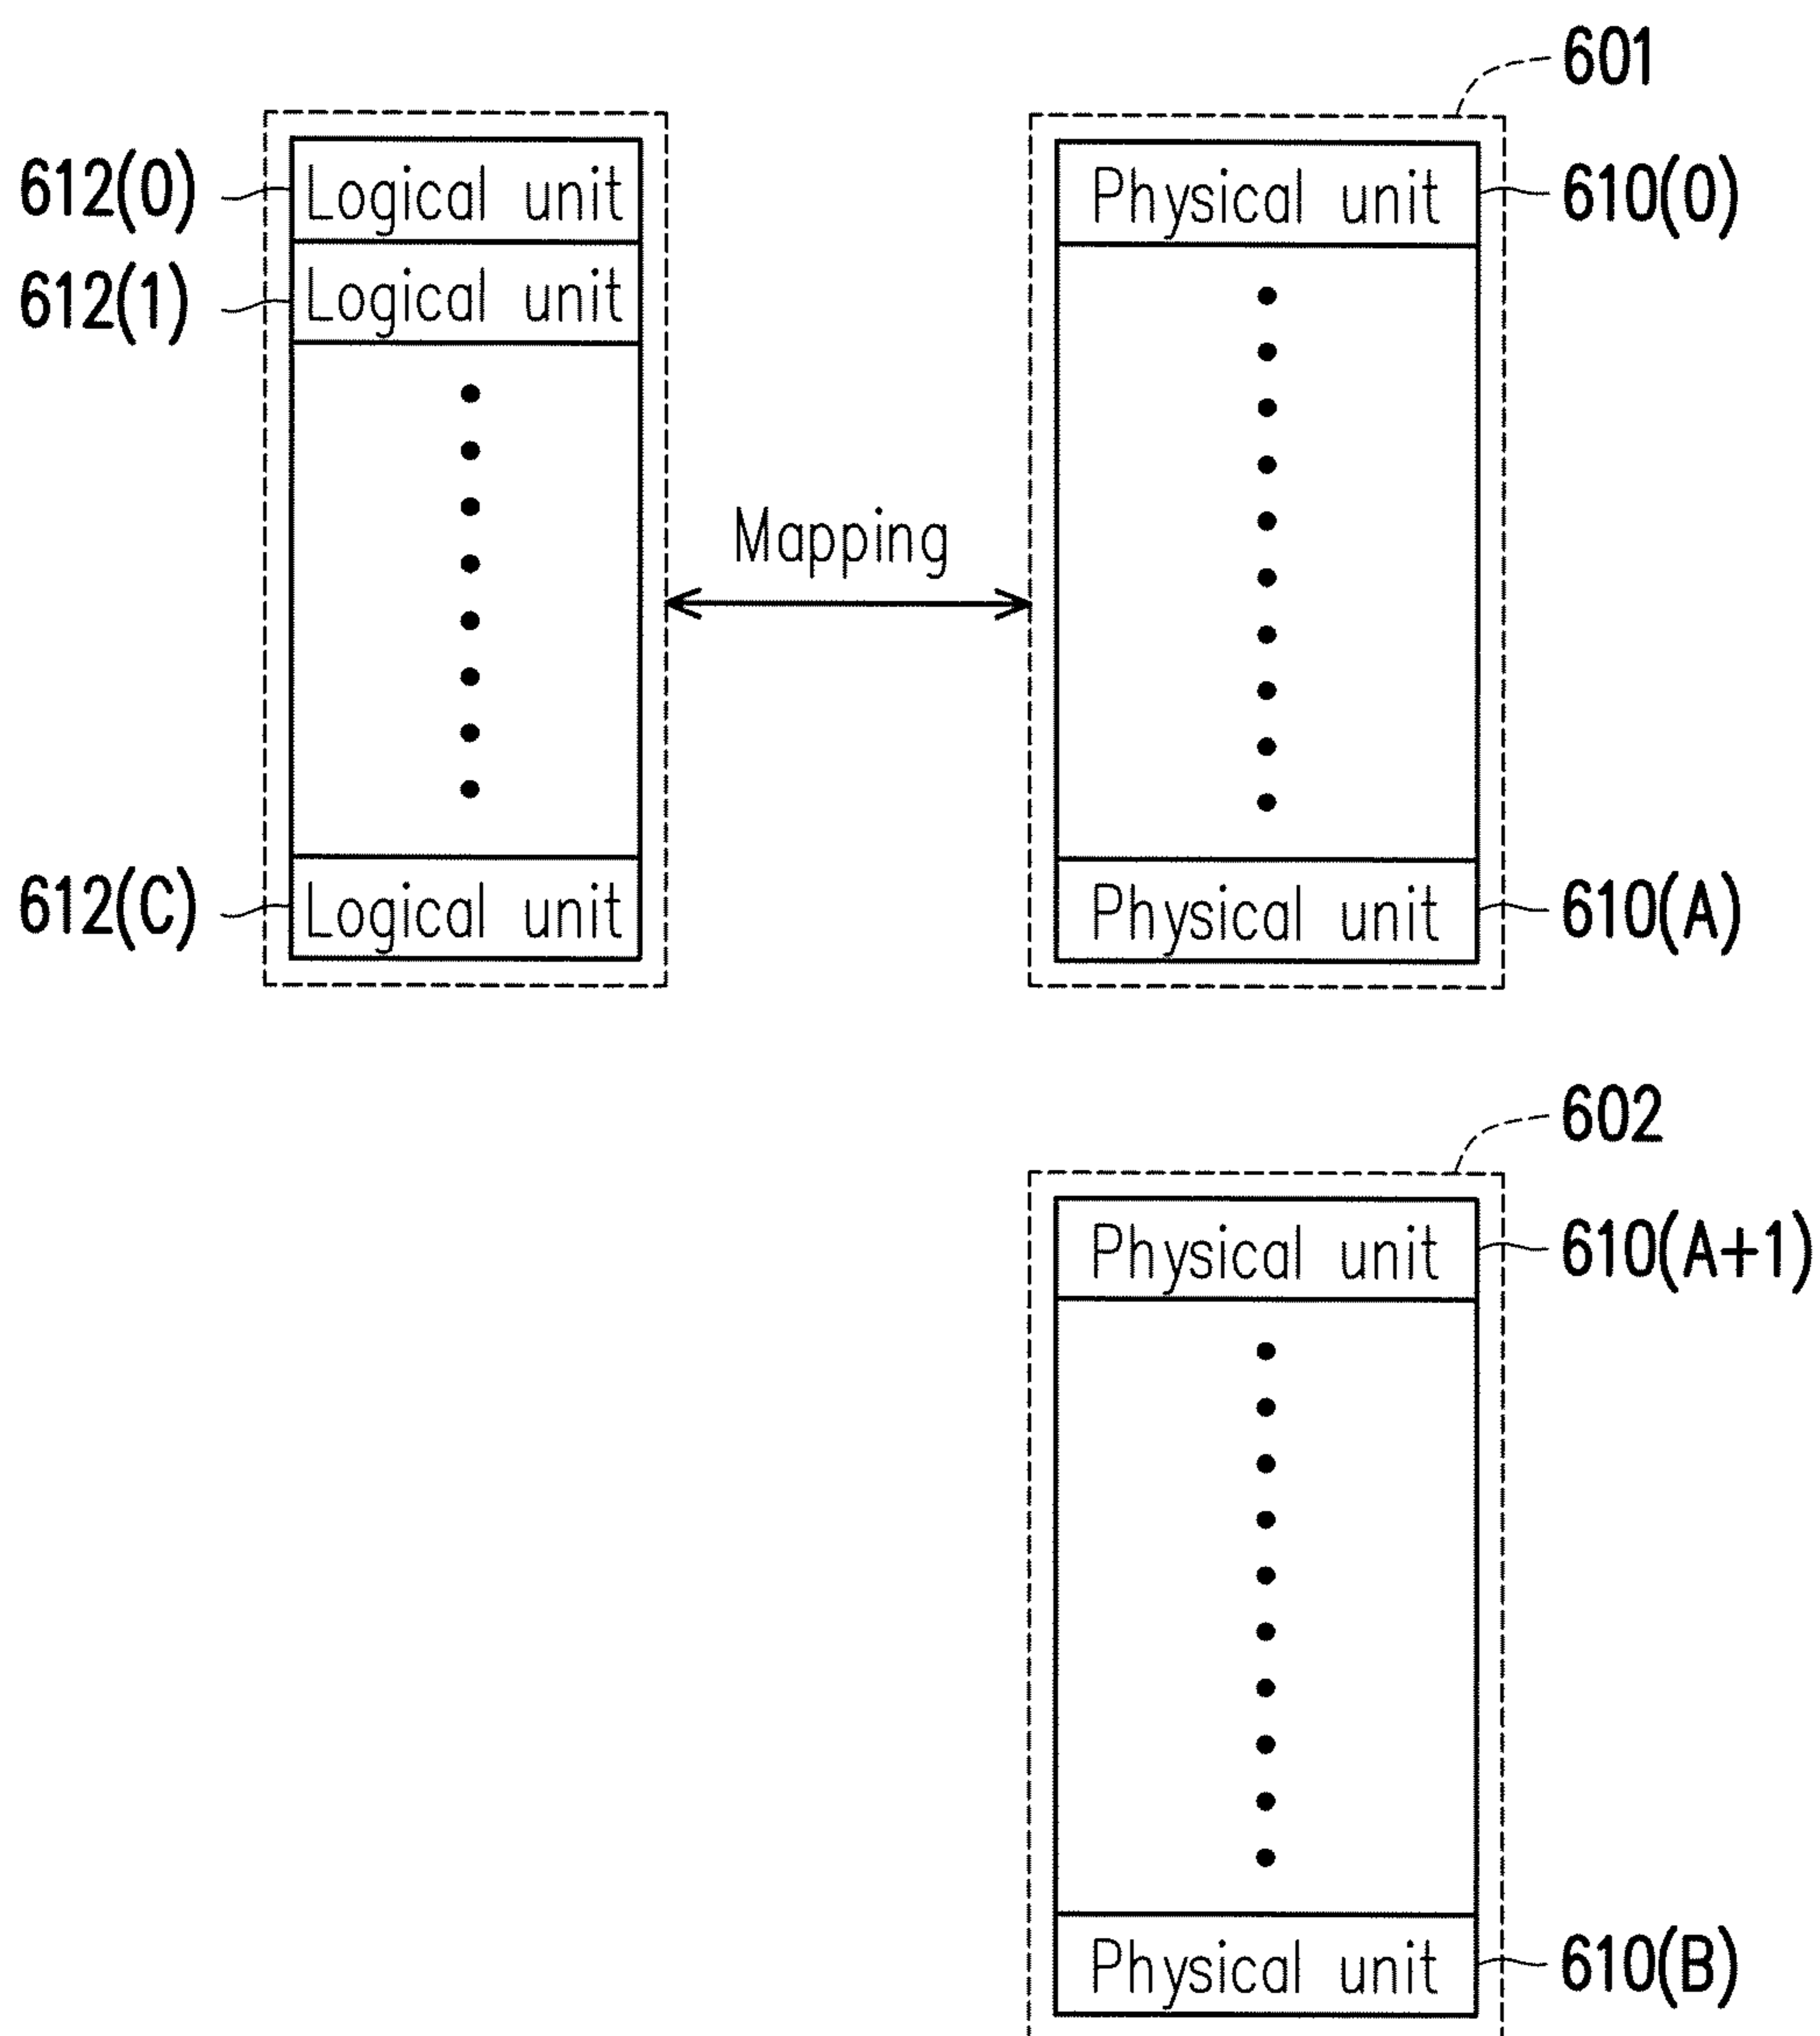 601
612(0) Logical unit Physical unit 610(0)
612(1) Logical unit
Mapping
612(C) Logical unit Physical unit 610(A)
602
Physical unit 610(A+1)
Physical unit 610(B)